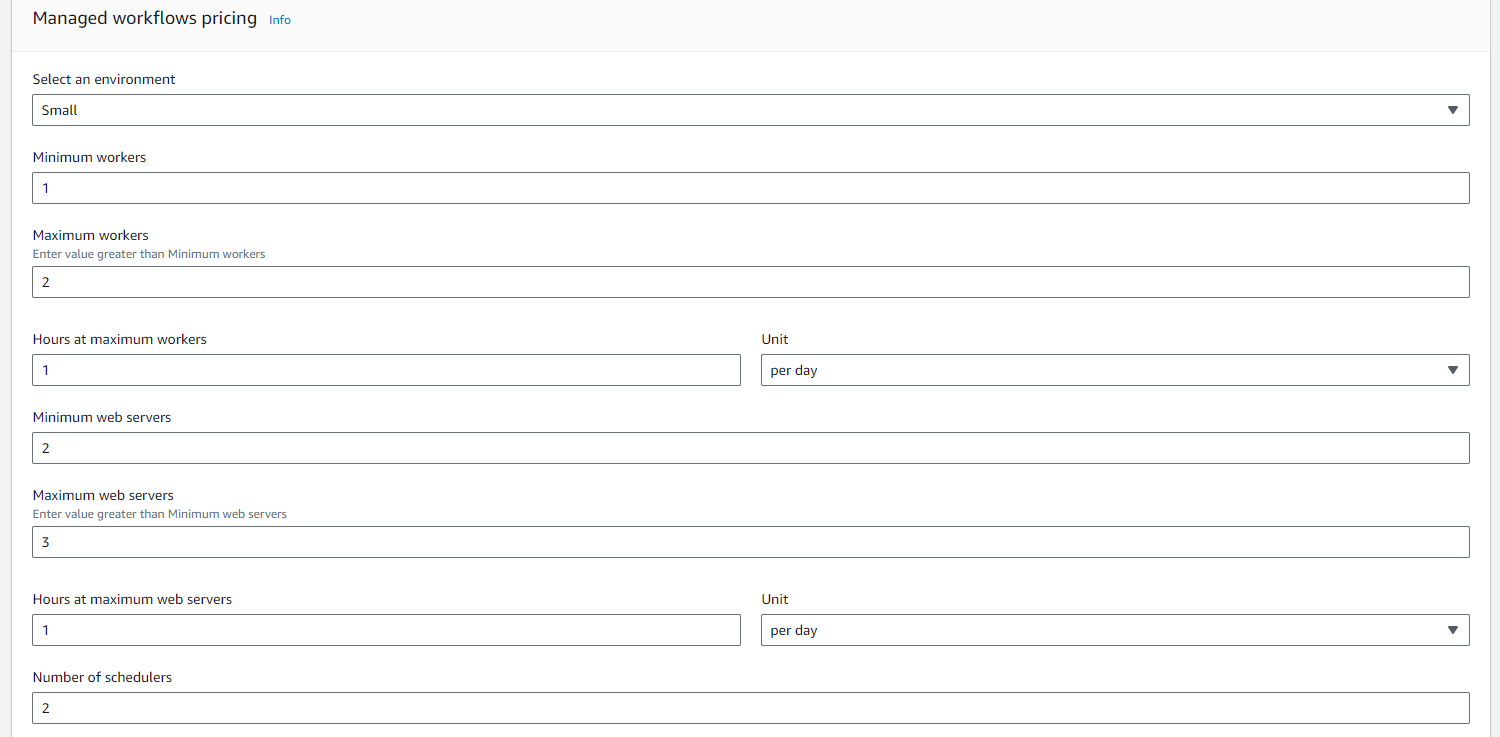 Managed workflows pricing Info
Select an environment
Small
Minimum workers
1
Maximum workers
Enter value greater than Minimum workers
2
Hours at maximum workers Unit
1 per day
Minimum web servers
2
Maximum web servers
Enter value greater than Minimum web servers
3
Hours at maximum web servers Unit
1 per day
Number of schedulers
2